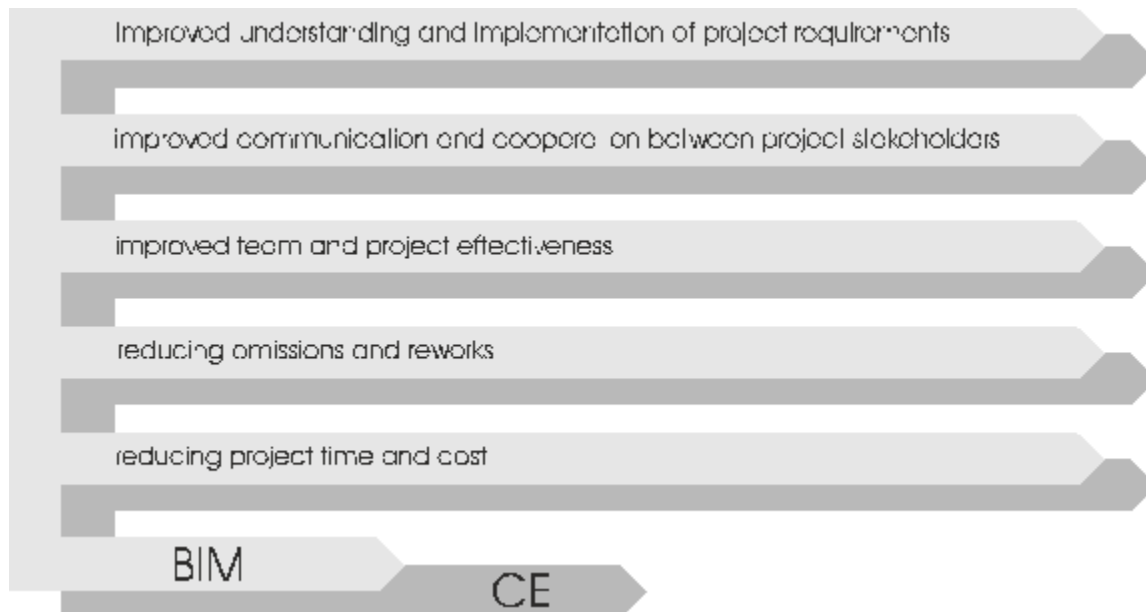 Improved understanding and implementation of project requirements
improved communication and cooperation between project stakeholders
improved team and project effectiveness
reducing omissions and reworks
reducing project time and cost
BIM
CE